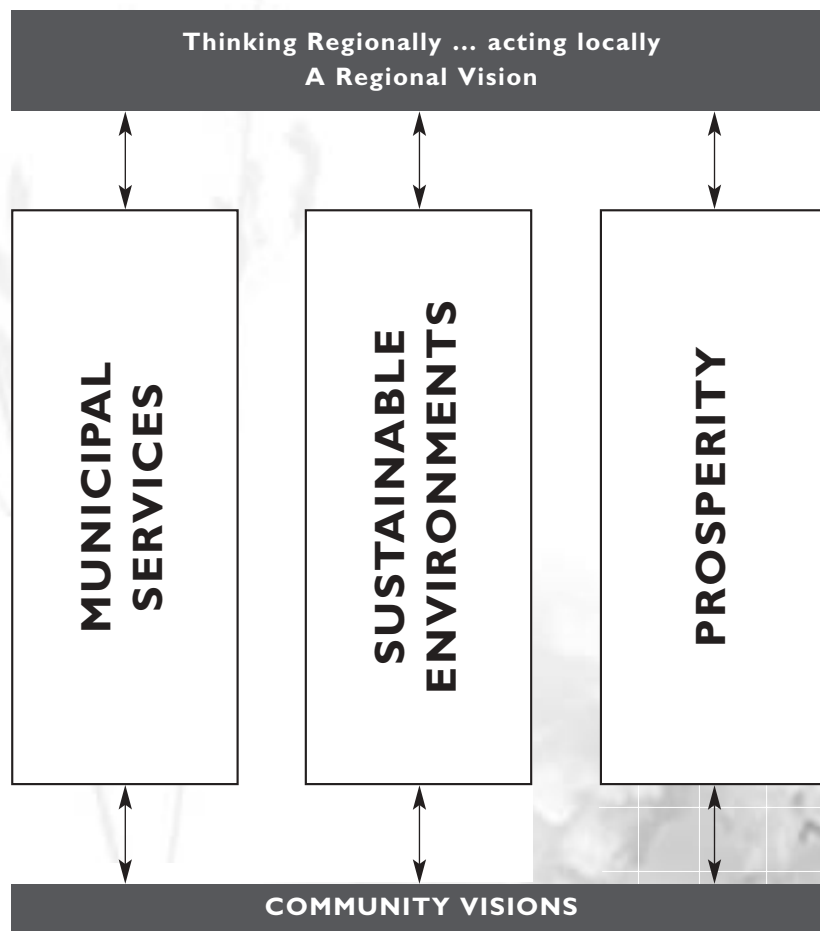 Thinking Regionally … acting locally
A Regional Vision
MUNICIPAL
SERVICES
SUSTAINABLE
ENVIRONMENTS
PROSPERITY
COMMUNITY VISIONS